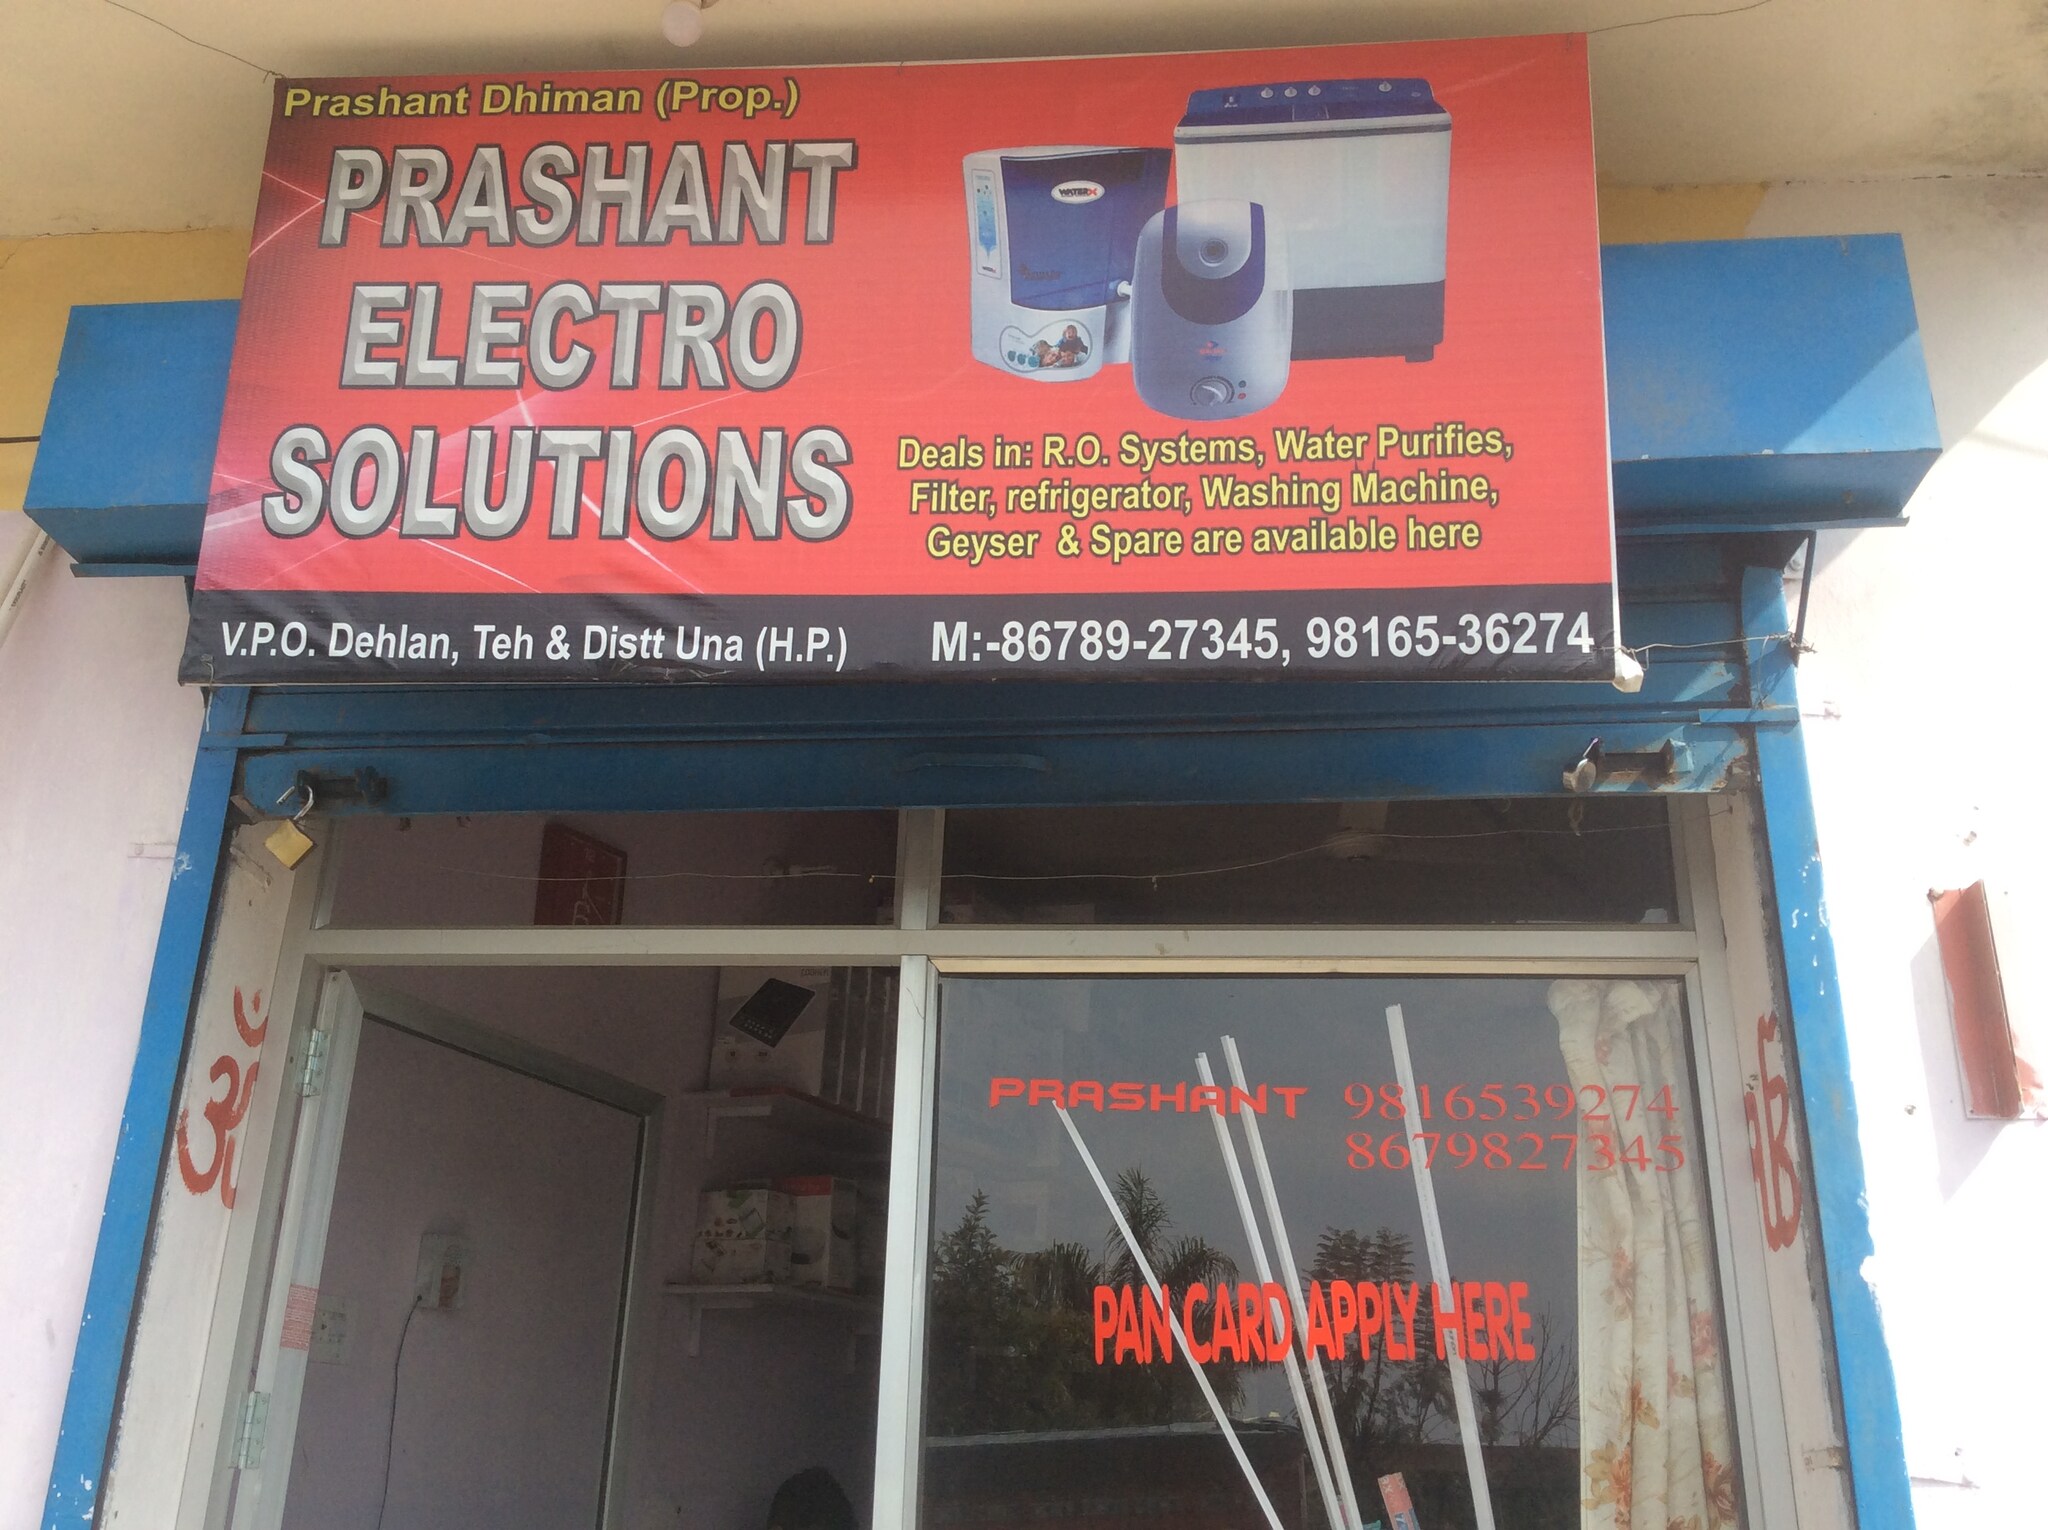 Prashant Dhiman (Prop.)
PRASHANT
ELECTRO
SOLUTIONS
WATERX
Deals in: R.O. Systems, Water Purifies,
Filter, refrigerator, Washing Machine,
Geyser & Spare are available here
V.P.O. Dehlan, Teh & Distt Una (H.P.)
M:-86789-27345, 98165-36274
ॐ
PRASHANT 9816539274
8679827345
PAN CARD APPLY HERE